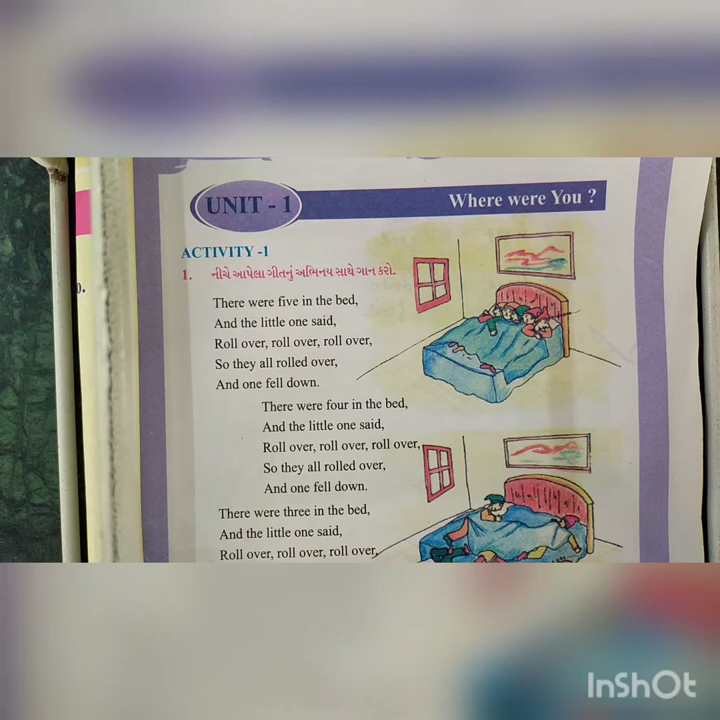 UNIT - 1
Where were You ?
ACTIVITY -1
1. નીચે આપેલા ગીતનું અભિનય સાથે ગાન કરો.
There were five in the bed,
And the little one said,
Roll over, roll over, roll over,
So they all rolled over,
And one fell down.
There were four in the bed,
And the little one said,
Roll over, roll over, roll over,
So they all rolled over,
And one fell down.
There were three in the bed,
And the little one said,
Roll over, roll over, roll over,
InShOt